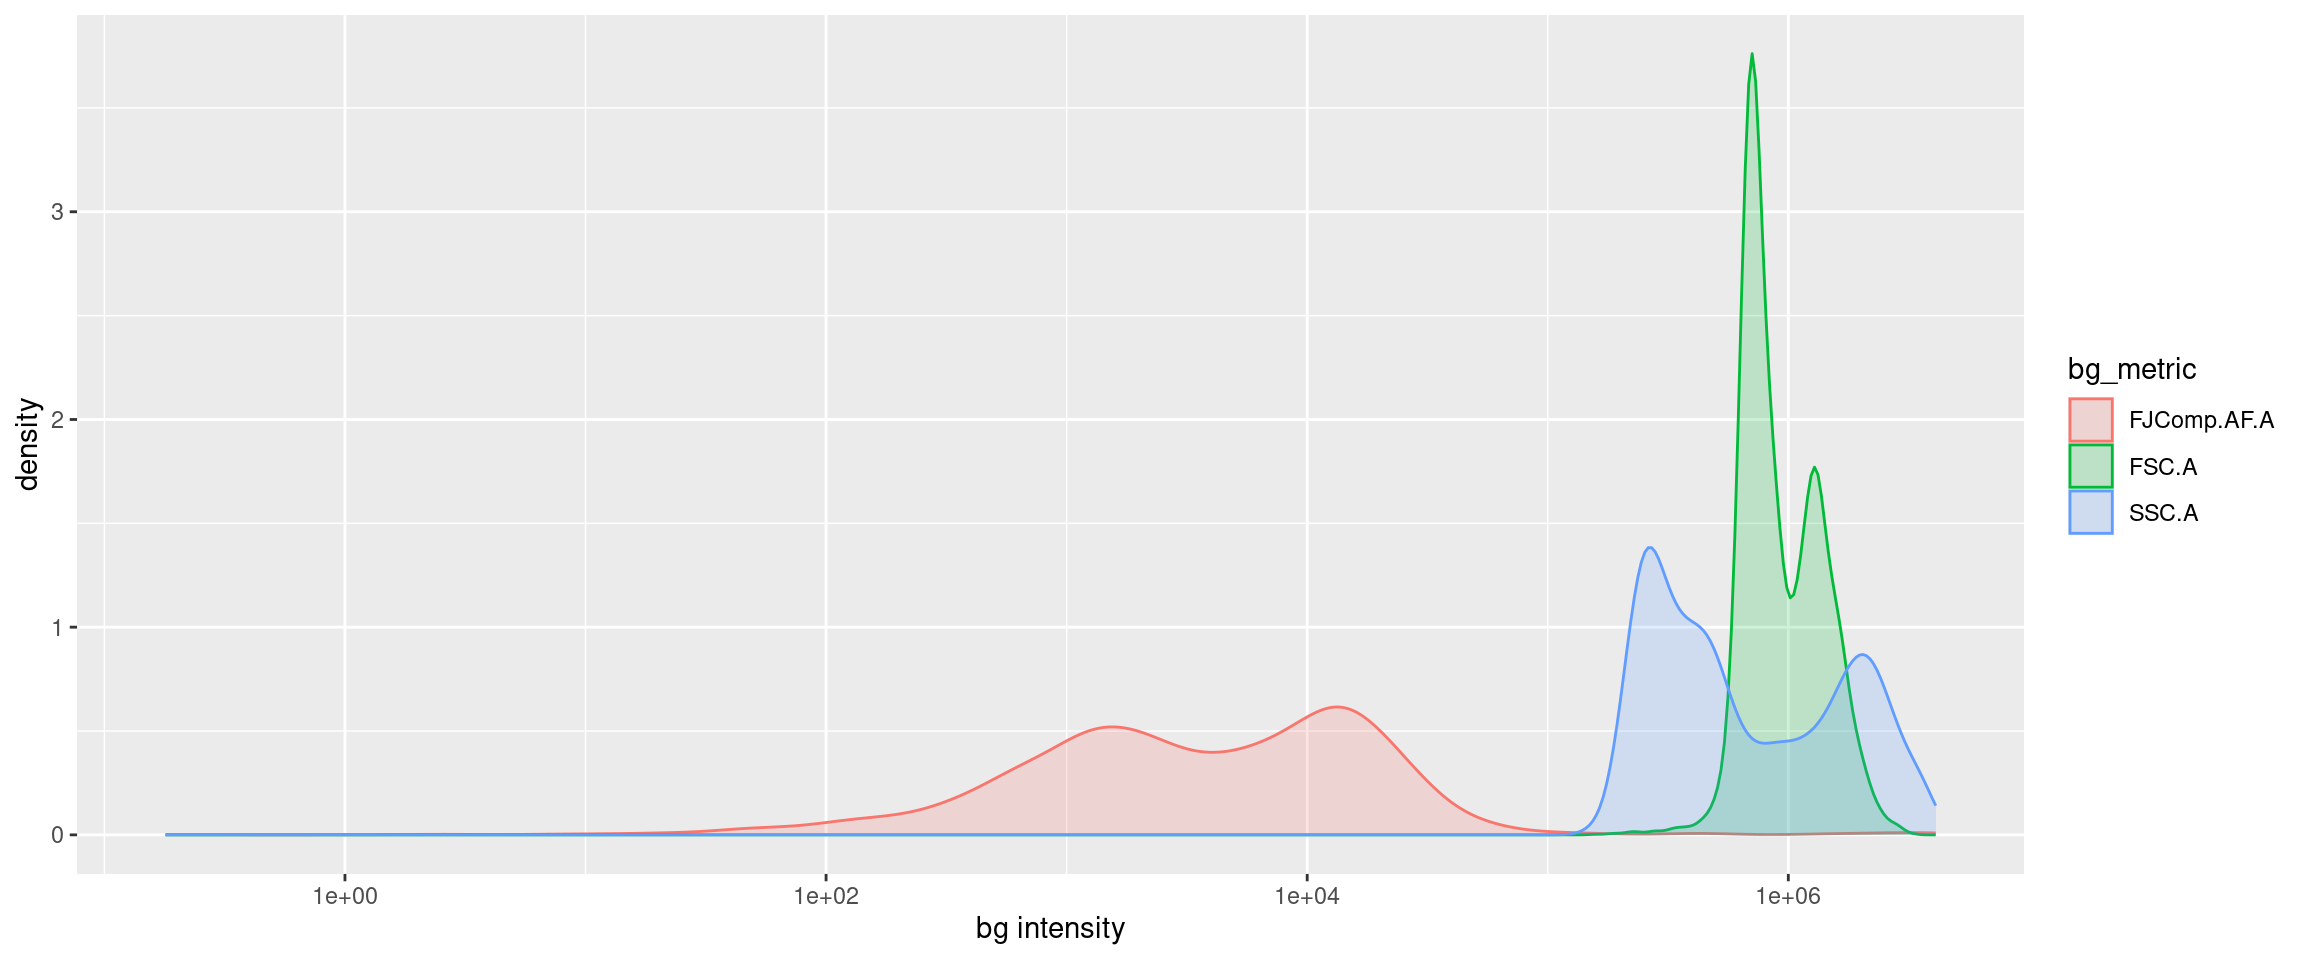 3
2
1
0
density
1e+00
1e+02
1e+04
1e+06
bg intensity
bg_metric
FJComp.AF.A
FSC.A
SSC.A